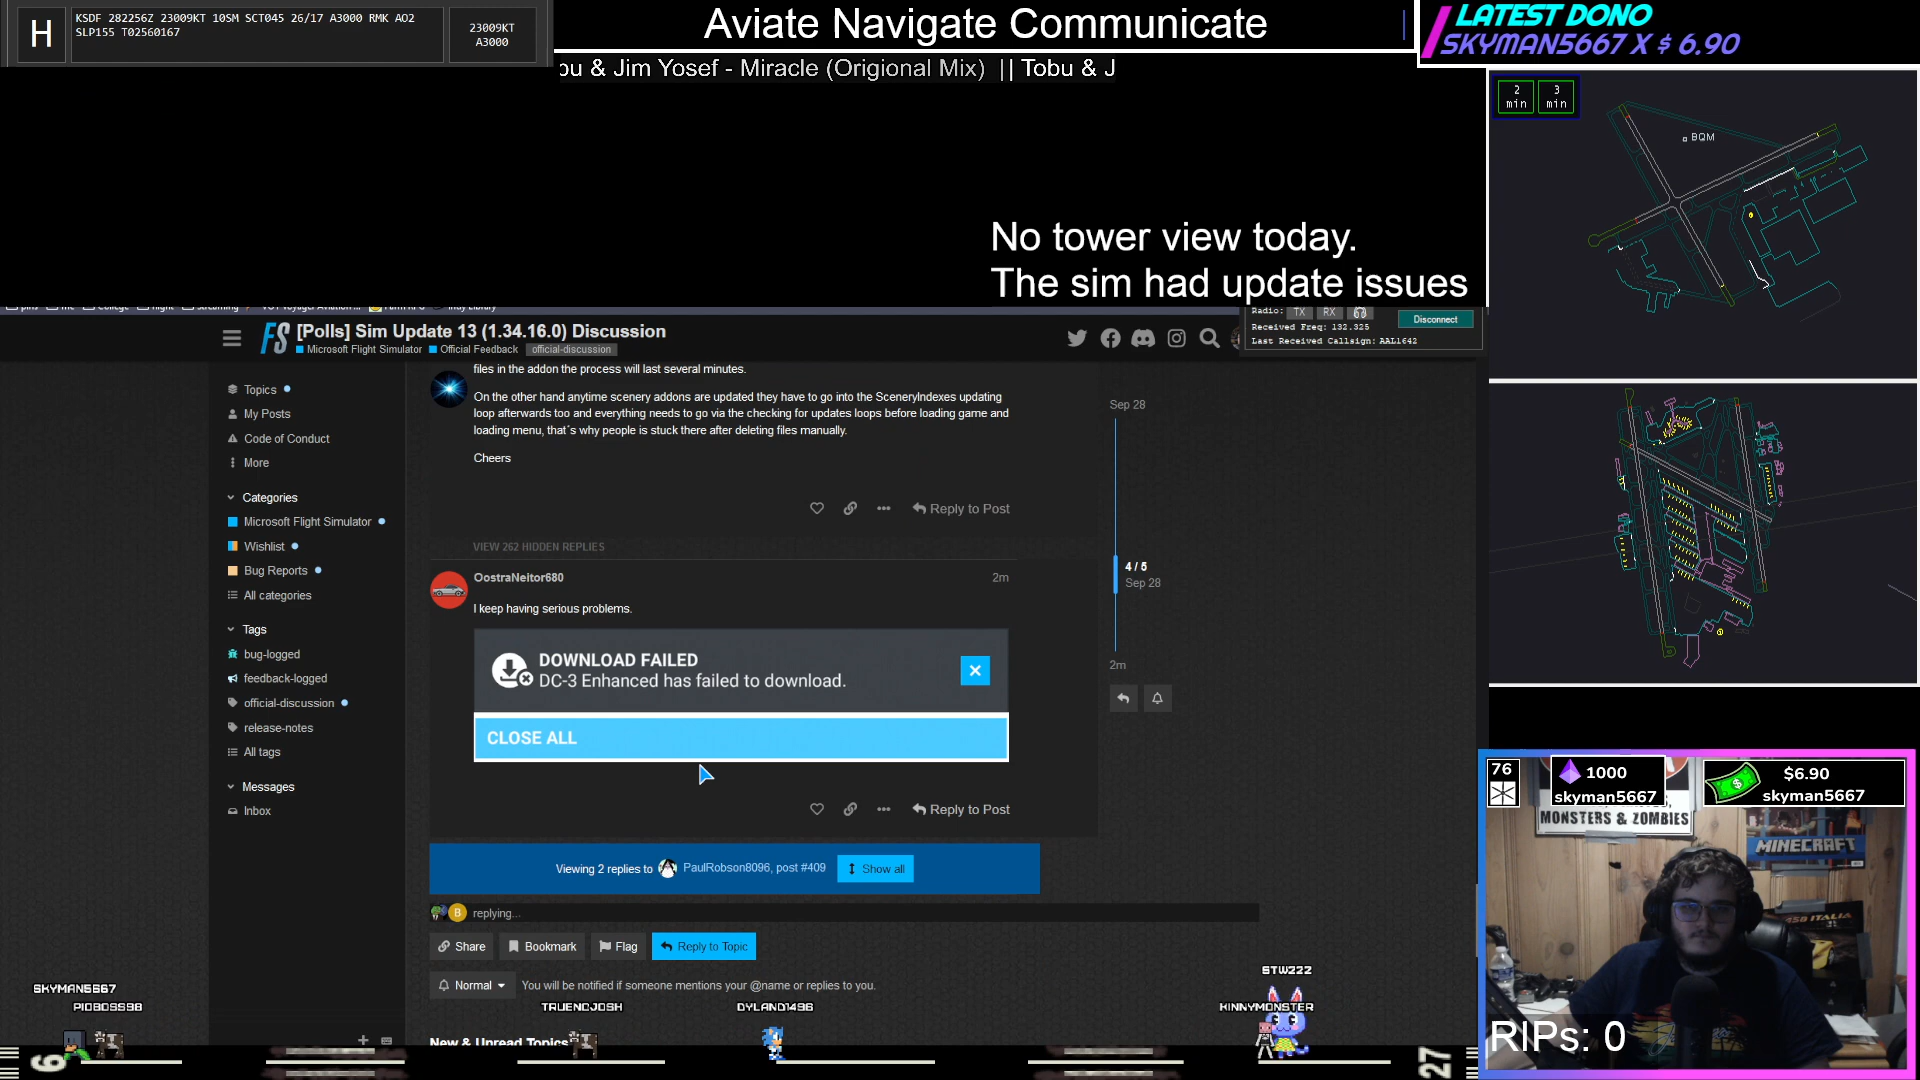 H
KSDF 282256Z 23009KT 10SM SCT045 26/17 A3000 RMK AO2
SLP155 T02560167
23009KT
A3000
Aviate Navigate Communicate
LATEST DONO
SKYMAN5667 X $ 6.90
ou & Jim Yosef - Miracle (Origional Mix) || Tobu & J
2
min
3
min
BQM
No tower view today.
The sim had update issues
[Polls] Sim Update 13 (1.34.16.0) Discussion
Microsoft Flight Simulator
Official Feedback
official-discussion
Radio:
TX
RX
Received Freq: 132.325
Last Received Callsign: AAL1642
Disconnect
Topics
My Posts
Code of Conduct
More
Categories
Microsoft Flight Simulator
Wishlist
Bug Reports
All categories
Tags
bug-logged
feedback-logged
official-discussion
release-notes
All tags
Messages
Inbox
files in the addon the process will last several minutes.
On the other hand anytime scenery addons are updated they have to go into the SceneryIndexes updating
loop afterwards too and everything needs to go via the checking for updates loops before loading game and
loading menu, that´s why people is stuck there after deleting files manually.
Cheers
Reply to Post
VIEW 262 HIDDEN REPLIES
OostraNeitor680
2m
I keep having serious problems.
DOWNLOAD FAILED
DC-3 Enhanced has failed to download.
CLOSE ALL
Reply to Post
Viewing 2 replies to
PaulRobson8096, post #409
Show all
B
replying...
Share
Bookmark
Flag
Reply to Topic
Normal
You will be notified if someone mentions your @name or replies to you.
New & Unread Topics
Sep 28
4 / 5
Sep 28
2m
76
1000
skyman5667
$6.90
skyman5667
MONSTERS & ZOMBIES
MINECRAFT
458 ITALIA
RIPs: 0
SKYMAN5667
PIOBOSS98
TRUENDJOSH
DYLAND1496
STW222
KINNYMONSTER
9
27